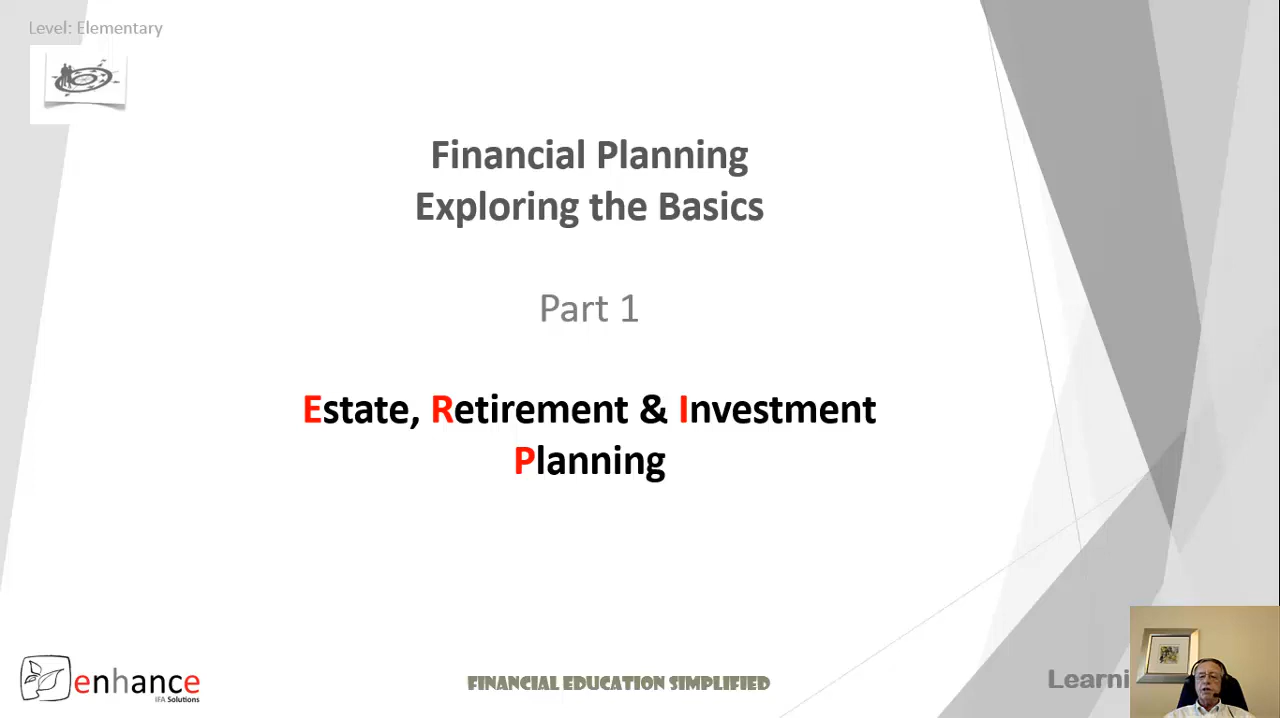 Level: Elementary
Financial Planning
Exploring the Basics
Part 1
Estate, Retirement & Investment
Planning
enhance
IFA Solutions
FINANCIAL EDUCATION SIMPLIFIED
Learni